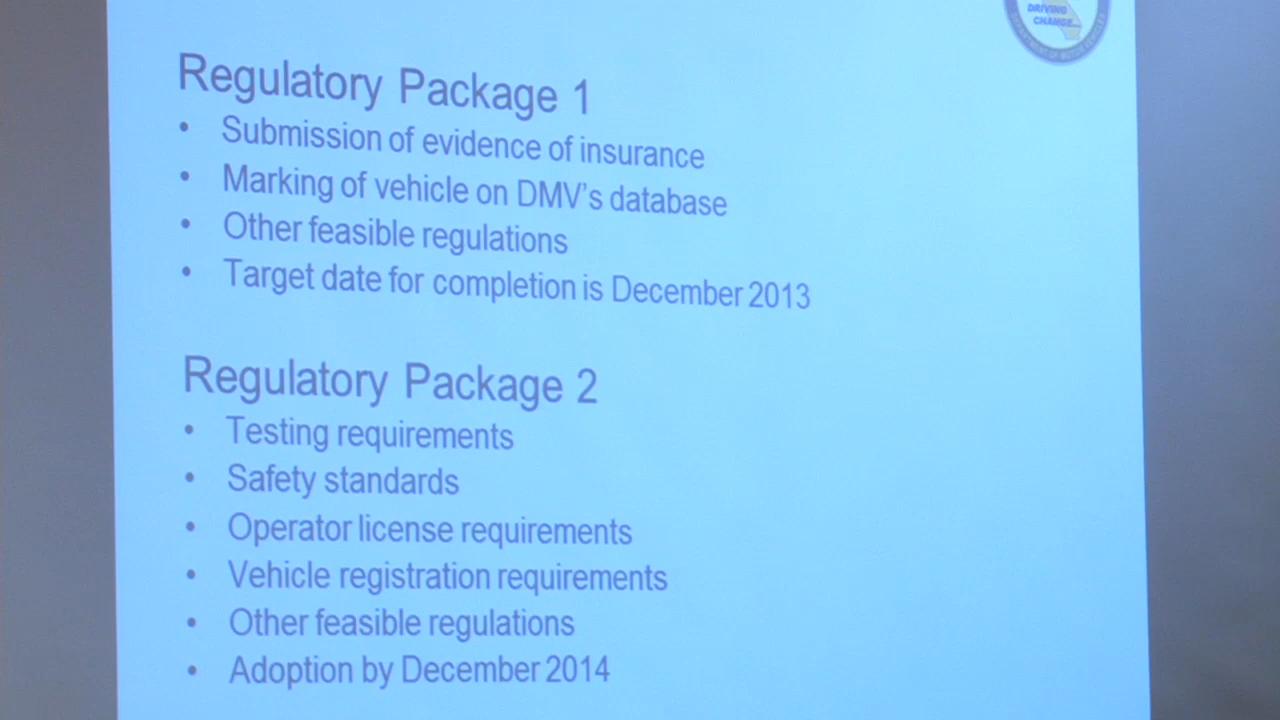 DRIVING
CHANGE
Regulatory Package 1
• Submission of evidence of insurance
• Marking of vehicle on DMV's database
• Other feasible regulations
• Target date for completion is December 2013
Regulatory Package 2
• Testing requirements
• Safety standards
• Operator license requirements
• Vehicle registration requirements
• Other feasible regulations
• Adoption by December 2014